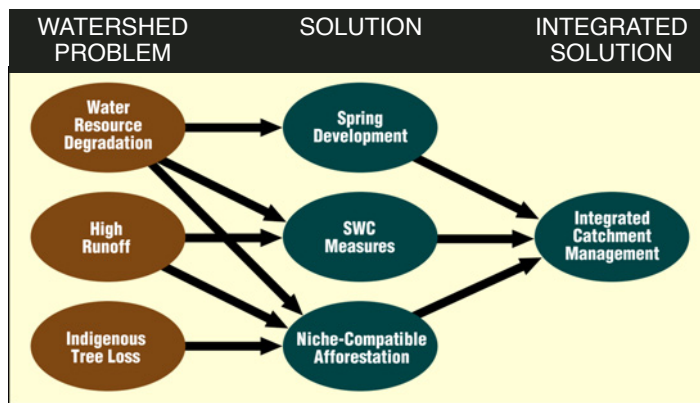 WATERSHED
PROBLEM
SOLUTION
INTEGRATED
SOLUTION
Water
Resource
Degradation
Spring
Development
High
Runoff
SWC
Measures
Integrated
Catchment
Management
Indigenous
Tree Loss
Niche-Compatible
Afforestation